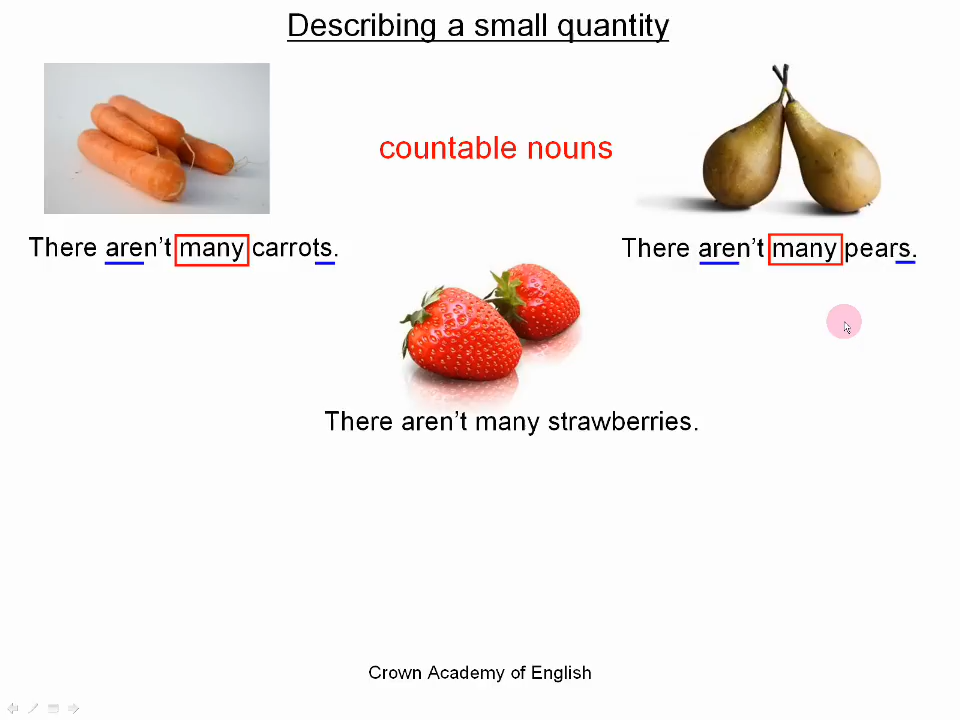 Describing a small quantity
countable nouns
There aren't many carrots.
There aren't many pears.
There aren't many strawberries.
Crown Academy of English